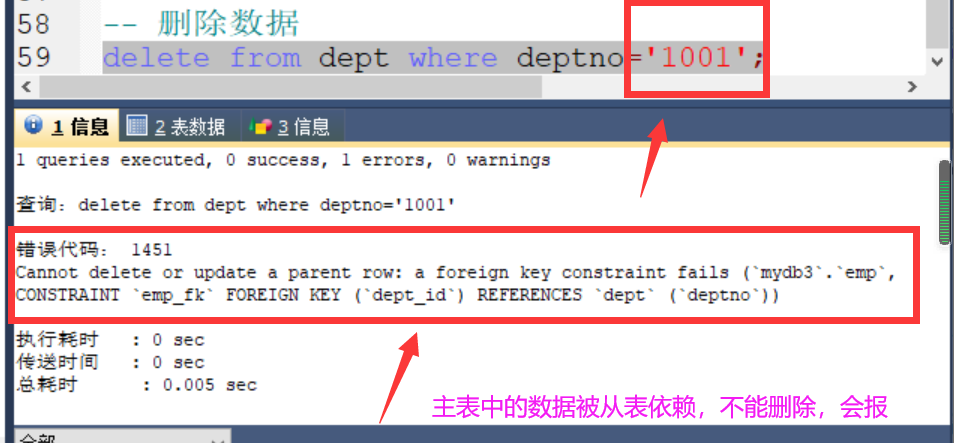 58 -- 删除数据
59 delete from dept where deptno='1001';
1 信息 2 表数据 3 信息
1 queries executed, 0 success, 1 errors, 0 warnings
查询: delete from dept where deptno='1001'
错误代码: 1451
Cannot delete or update a parent row: a foreign key constraint fails (`mydb3`.`emp`,
CONSTRAINT `emp_fk` FOREIGN KEY (`dept_id`) REFERENCES `dept` (`deptno`))
执行耗时 : 0 sec
传送时间 : 0 sec
总耗时 : 0.005 sec
主表中的数据被从表依赖，不能删除，会报
全部